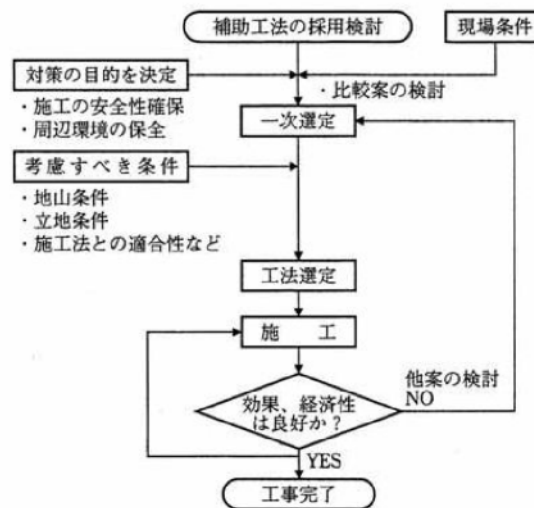 補助工法の採用検討
現場条件
対策の目的を決定
・施工の安全性確保
・周辺環境の保全
・比較案の検討
一次選定
考慮すべき条件
・地山条件
・立地条件
・施工法との適合性など
工法選定
施 工
他案の検討
NO
効果、経済性
は良好か？
YES
工事完了